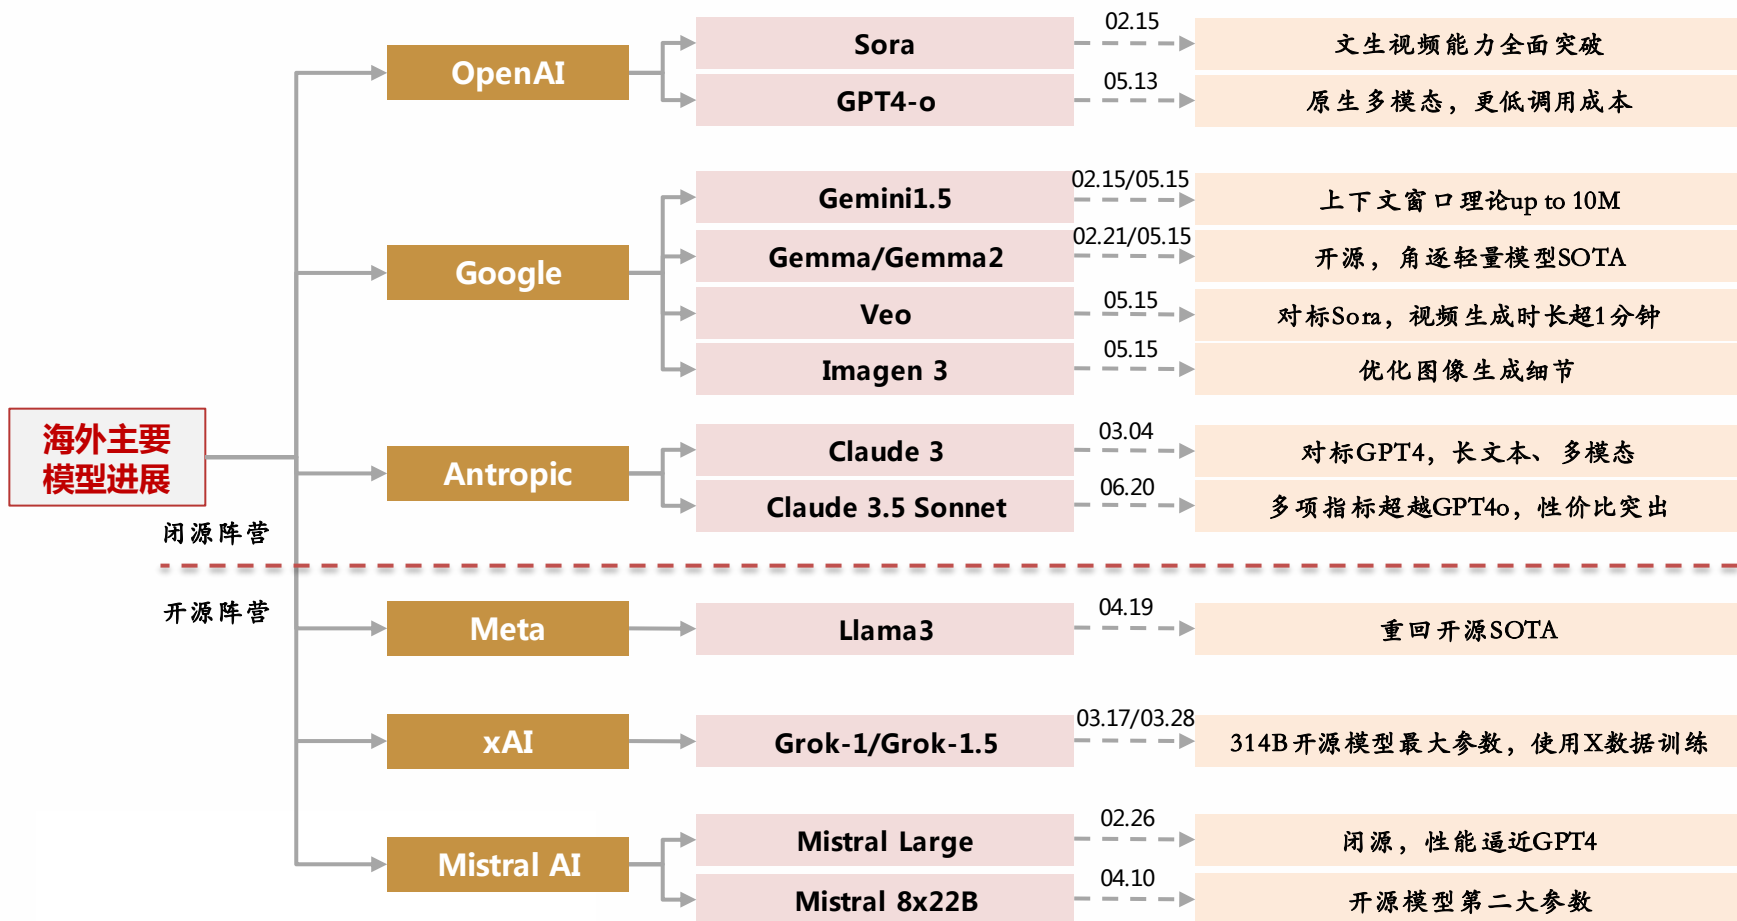 海外主要
模型进展
闭源阵营
开源阵营
OpenAI
Sora
02.15
文生视频能力全面突破
GPT4-o
05.13
原生多模态，更低调用成本
Google
Gemini1.5
02.15/05.15
上下文窗口理论up to 10M
Gemma/Gemma2
02.21/05.15
开源，角逐轻量模型SOTA
Veo
05.15
对标Sora，视频生成时长超1分钟
Imagen 3
05.15
优化图像生成细节
Antropic
Claude 3
03.04
对标GPT4，长文本、多模态
Claude 3.5 Sonnet
06.20
多项指标超越GPT4o，性价比突出
Meta
Llama3
04.19
重回开源SOTA
xAI
Grok-1/Grok-1.5
03.17/03.28
314B开源模型最大参数，使用X数据训练
Mistral AI
Mistral Large
02.26
闭源，性能逼近GPT4
Mistral 8x22B
04.10
开源模型第二大参数